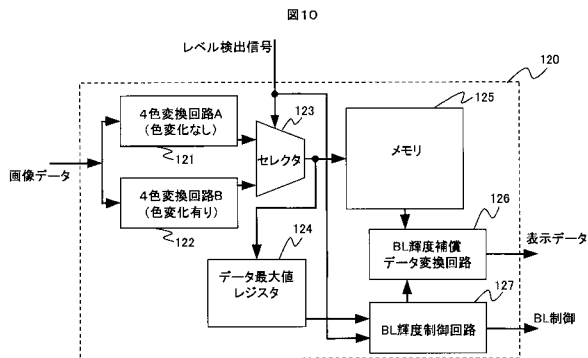 図10
レベル検出信号
120
4色変換回路A
(色変化なし)
121
123
セレクタ
125
メモリ
画像データ
4色変換回路B
(色変化有り)
122
124
データ最大値
レジスタ
126
BL輝度補償
データ変換回路
表示データ
127
BL輝度制御回路
BL制御